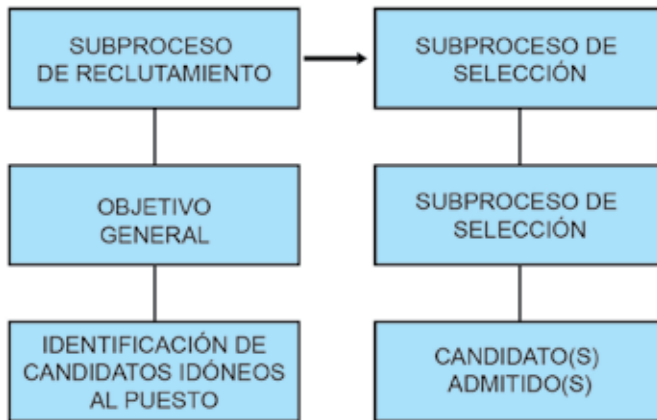 SUBPROCESO
DE RECLUTAMIENTO
SUBPROCESO DE
SELECCIÓN
OBJETIVO
GENERAL
SUBPROCESO DE
SELECCIÓN
IDENTIFICACIÓN DE
CANDIDATOS IDÓNEOS
AL PUESTO
CANDIDATO(S)
ADMITIDO(S)